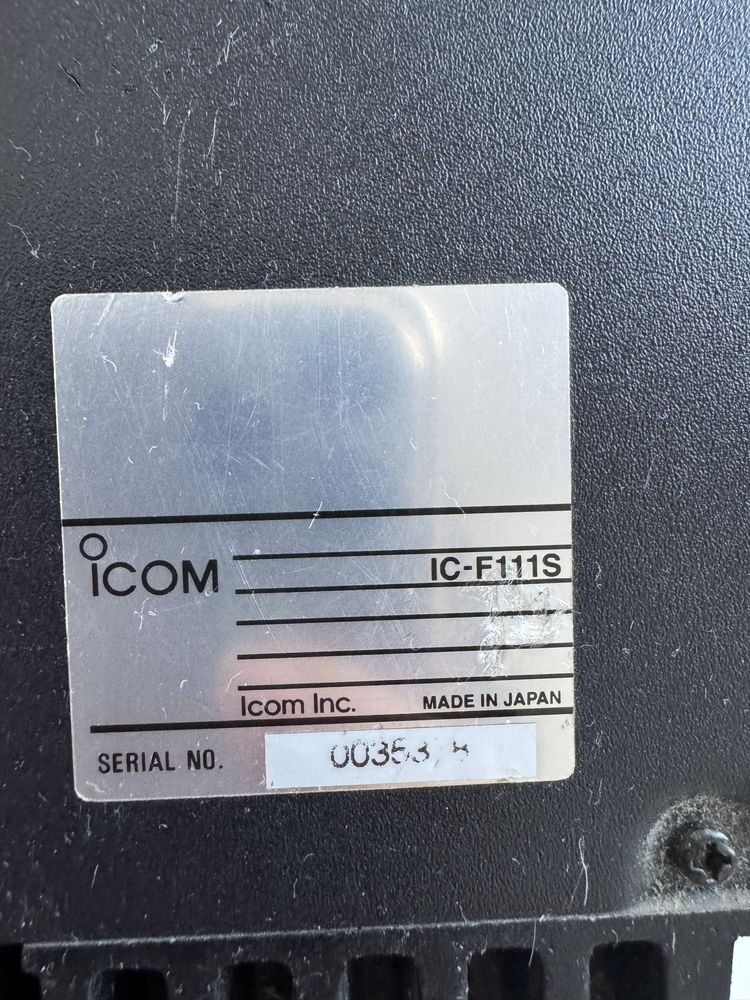 iCOM
IC-F111S
Icom Inc. MADE IN JAPAN
SERIAL NO.